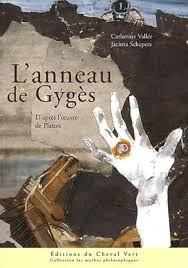 1.
Catherine Vallée
Jacinta Schepers
L'anneau
de Gygès
D'après l'œuvre
de Platon
Éditions du Cheval Vert
Collection les mythes philosophiques